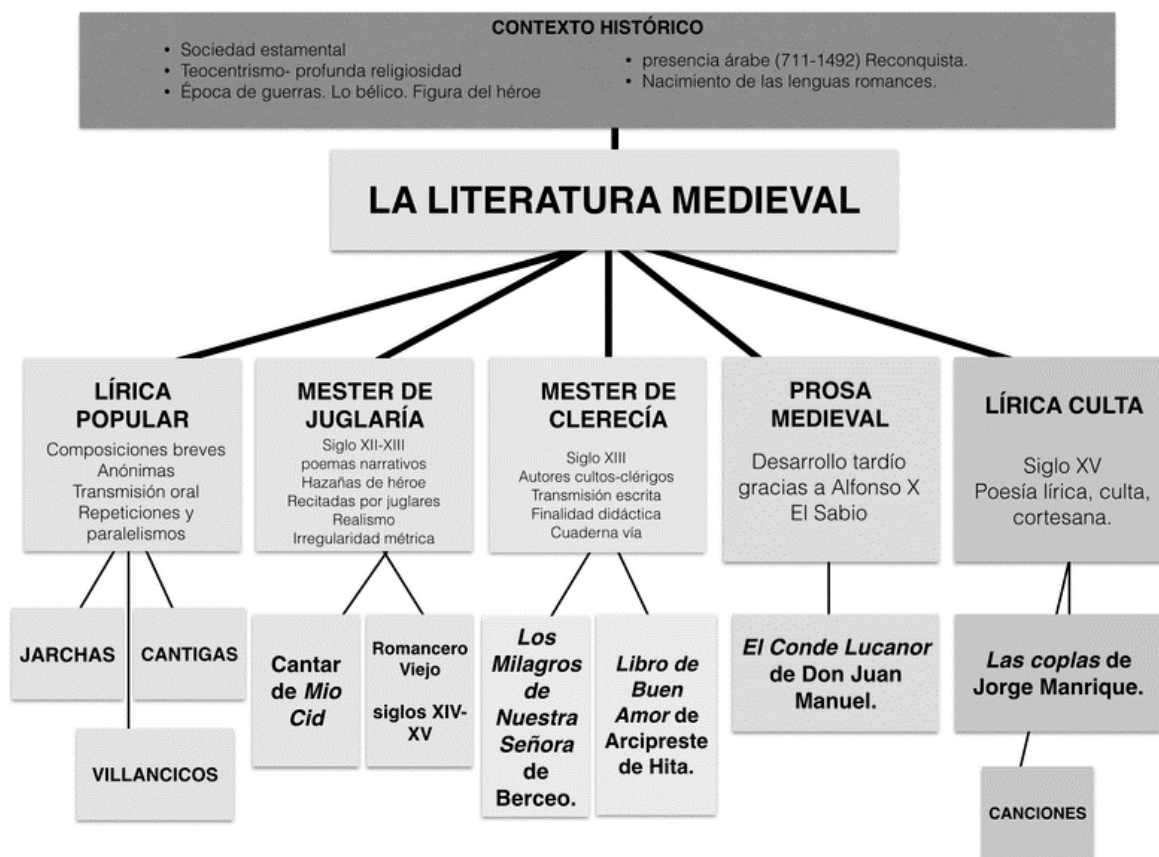 CONTEXTO HISTÓRICO
• Sociedad estamental
• Teocentrismo- profunda religiosidad
• Época de guerras. Lo bélico. Figura del héroe
• presencia árabe (711-1492) Reconquista.
• Nacimiento de las lenguas romances.
LA LITERATURA MEDIEVAL
LÍRICA
POPULAR
Composiciones breves
Anónimas
Transmisión oral
Repeticiones y
paralelismos
MESTER DE
JUGLARÍA
Siglo XII-XIII
poemas narrativos
Hazañas de héroe
Recitadas por juglares
Realismo
Irregularidad métrica
MESTER DE
CLERECÍA
Siglo XIII
Autores cultos-clérigos
Transmisión escrita
Finalidad didáctica
Cuaderna vía
PROSA
MEDIEVAL
Desarrollo tardío
gracias a Alfonso X
El Sabio
LÍRICA CULTA
Siglo XV
Poesía lírica, culta,
cortesana.
JARCHAS
CANTIGAS
VILLANCICOS
Cantar
de Mio
Cid
Romancero
Viejo
siglos XIV-
XV
Los
Milagros
de
Nuestra
Señora
de
Berceo.
Libro de
Buen
Amor de
Arcipreste
de Hita.
El Conde Lucanor
de Don Juan
Manuel.
Las coplas de
Jorge Manrique.
CANCIONES